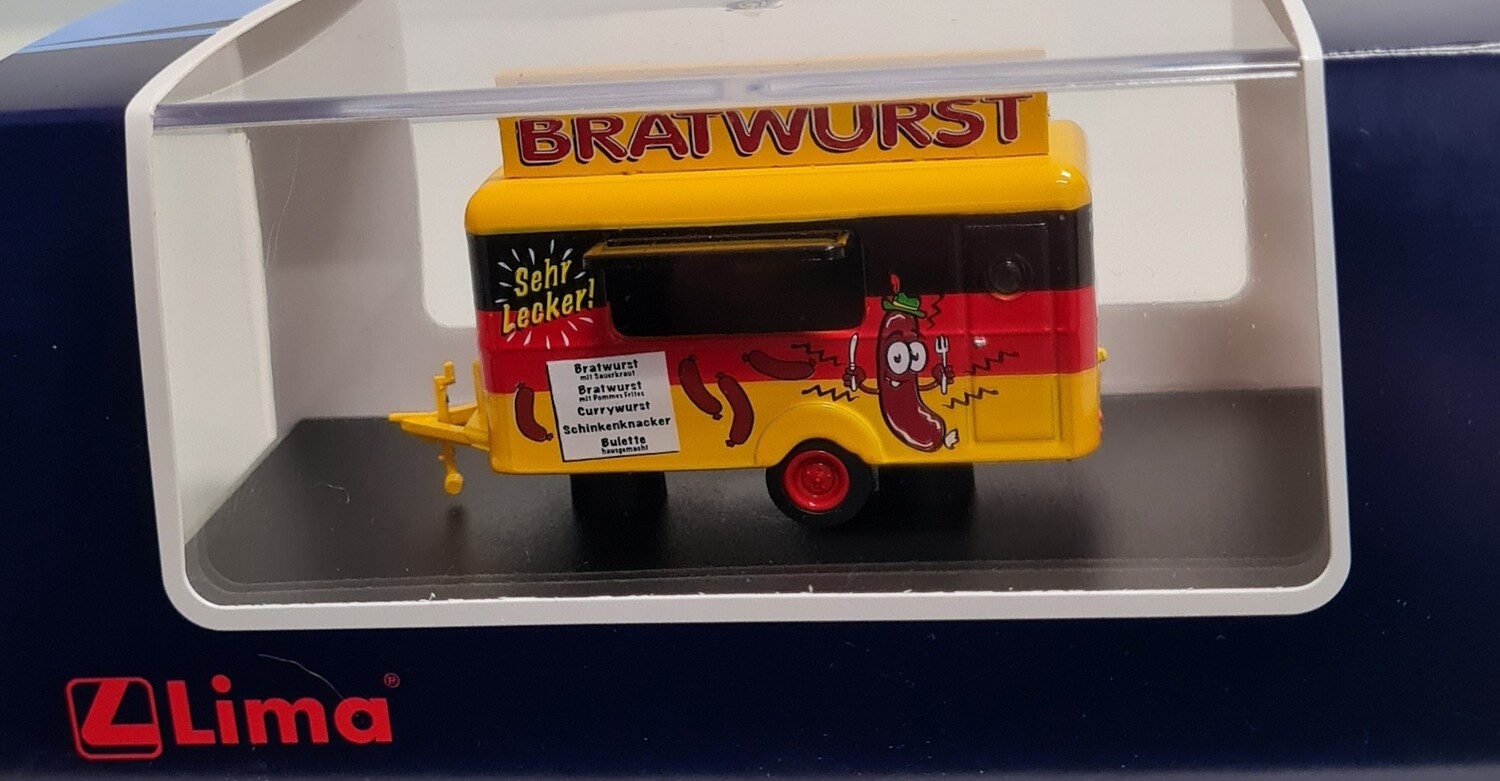 BRATWURST
Sehr
Lecker!
Bratwurst
mit Sauerkraut
Bratwurst
mit Pommes Frites
Currywurst
Schinkenknacker
Bulette
hausgemacht
Lima®